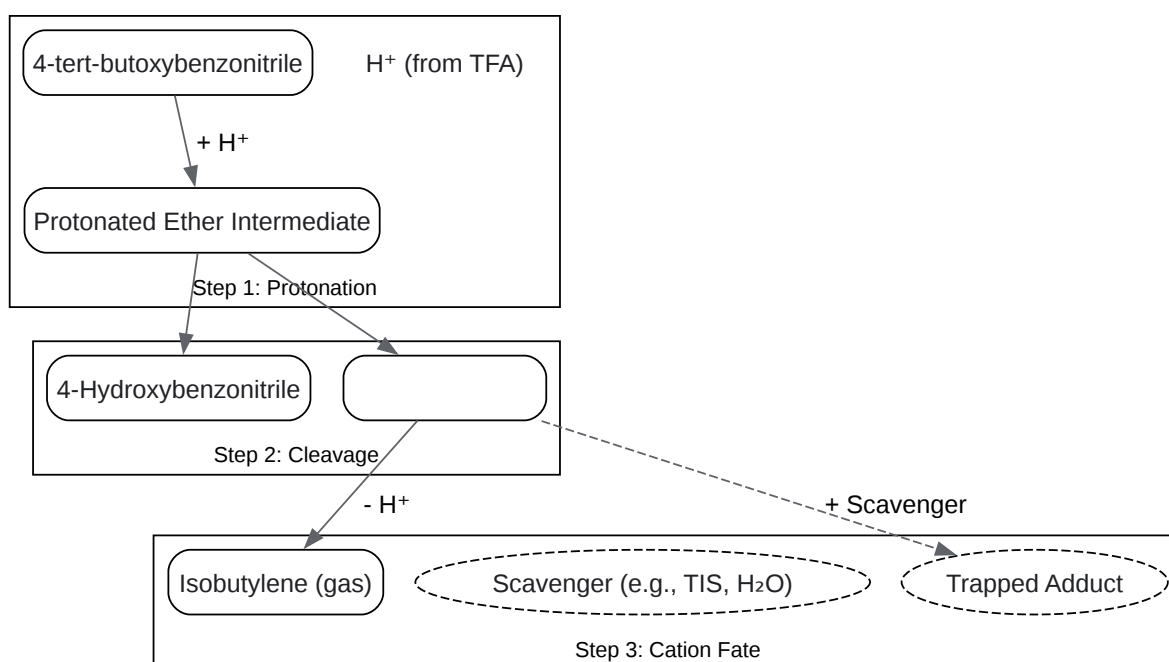 4-tert-butoxybenzonitrile
H⁺ (from TFA)
+ H⁺
Protonated Ether Intermediate
Step 1: Protonation
4-Hydroxybenzonitrile
Step 2: Cleavage
- H⁺
+ Scavenger
Isobutylene (gas)
Scavenger (e.g., TIS, H₂O)
Trapped Adduct
Step 3: Cation Fate